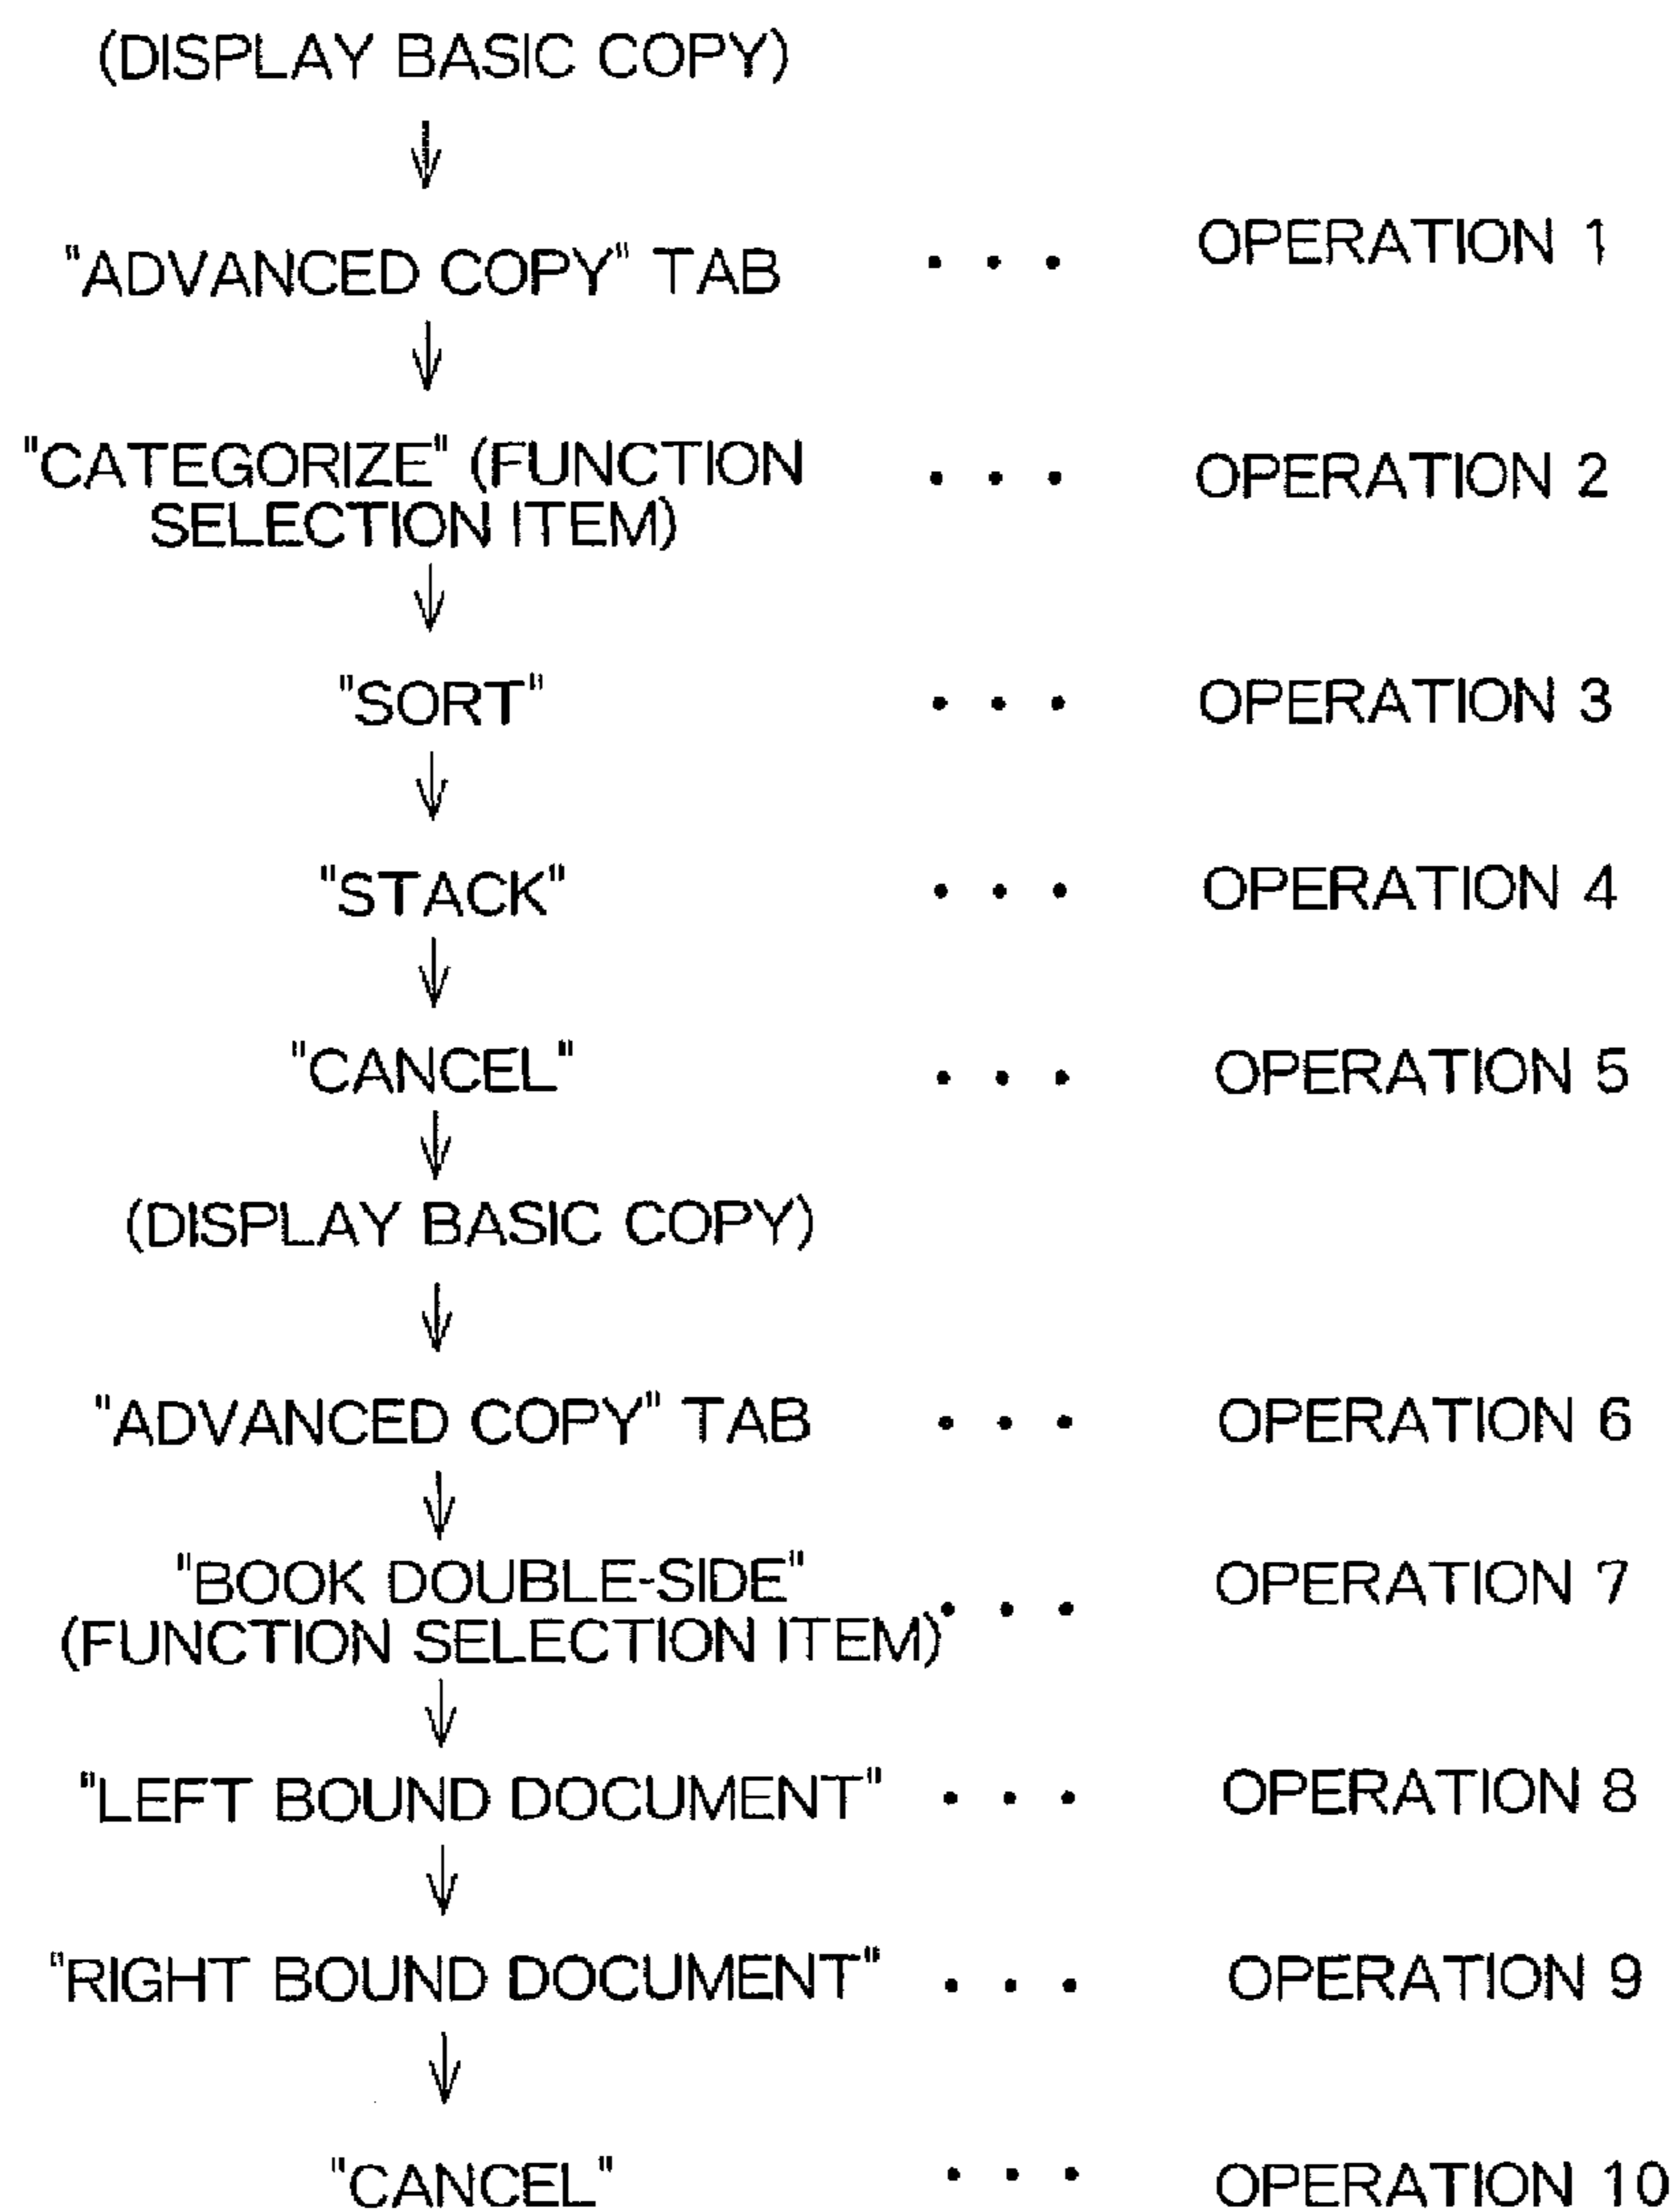 (DISPLAY BASIC COPY)
"ADVANCED COPY" TAB . . . OPERATION 1
"CATEGORIZE" (FUNCTION . . . OPERATION 2
SELECTION ITEM)
"SORT" . . . OPERATION 3
"STACK" . . . OPERATION 4
"CANCEL" . . . OPERATION 5
(DISPLAY BASIC COPY)
"ADVANCED COPY" TAB . . . OPERATION 6
"BOOK DOUBLE-SIDE" . . . OPERATION 7
(FUNCTION SELECTION ITEM)
"LEFT BOUND DOCUMENT" . . . OPERATION 8
"RIGHT BOUND DOCUMENT" . . . OPERATION 9
"CANCEL" . . . OPERATION 10